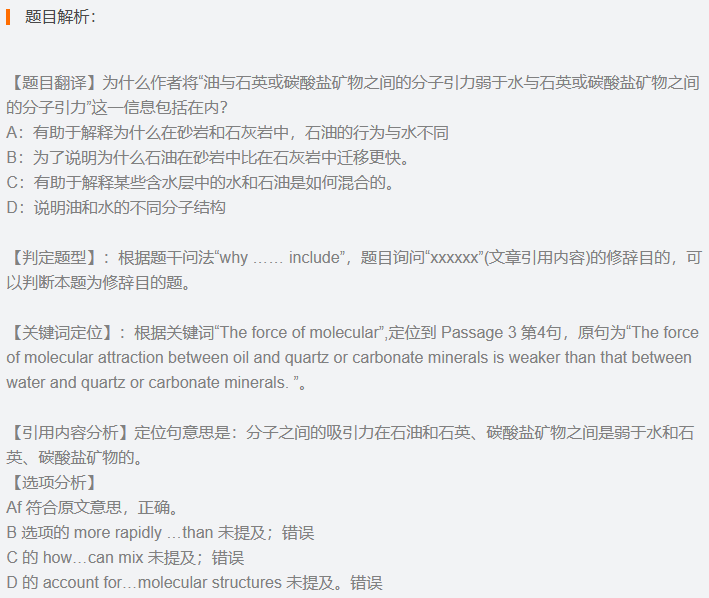 题目解析：
【题目翻译】为什么作者将“油与石英或碳酸盐矿物之间的分子引力弱于水与石英或碳酸盐矿物之间
的分子引力”这一信息包括在内？
A：有助于解释为什么在砂岩和石灰岩中，石油的行为与水不同
B：为了说明为什么石油在砂岩中比在石灰岩中迁移更快。
C：有助于解释某些含水层中的水和石油是如何混合的。
D：说明油和水的不同分子结构
【判定题型】：根据题干问法“why …… include”，题目询问“xxxxxx”(文章引用内容)的修辞目的，可
以判断本题为修辞目的题。
【关键词定位】：根据关键词“The force of molecular”,定位到 Passage 3 第4句，原句为“The force
of molecular attraction between oil and quartz or carbonate minerals is weaker than that between
water and quartz or carbonate minerals. ”。
【引用内容分析】定位句意思是：分子之间的吸引力在石油和石英、碳酸盐矿物之间是弱于水和石
英、碳酸盐矿物的。
【选项分析】
Af 符合原文意思，正确。
B 选项的 more rapidly …than 未提及；错误
C 的 how…can mix 未提及；错误
D 的 account for…molecular structures 未提及。错误